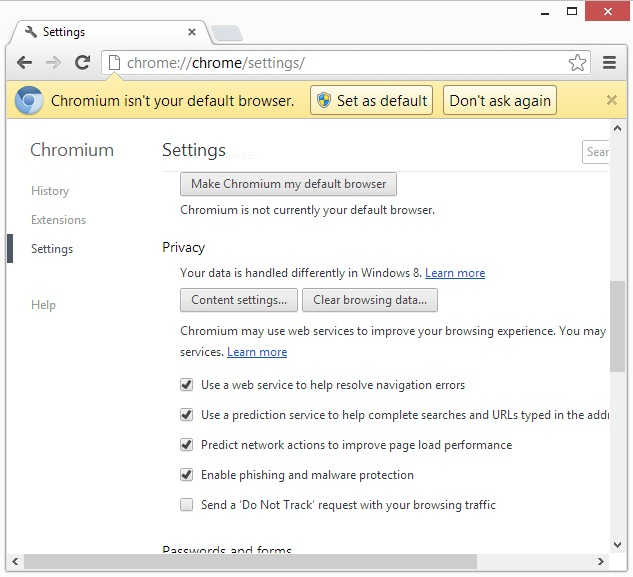 Settings
chrome://chrome/settings/
Chromium isn't your default browser.
Set as default
Don't ask again
Chromium
Settings
Sear
History
Extensions
Settings
Help
Make Chromium my default browser
Chromium is not currently your default browser.
Privacy
Your data is handled differently in Windows 8. Learn more
Content settings...
Clear browsing data...
Chromium may use web services to improve your browsing experience. You may
services. Learn more
Use a web service to help resolve navigation errors
Use a prediction service to help complete searches and URLs typed in the addr
Predict network actions to improve page load performance
Enable phishing and malware protection
Send a 'Do Not Track' request with your browsing traffic
Passwords and forms